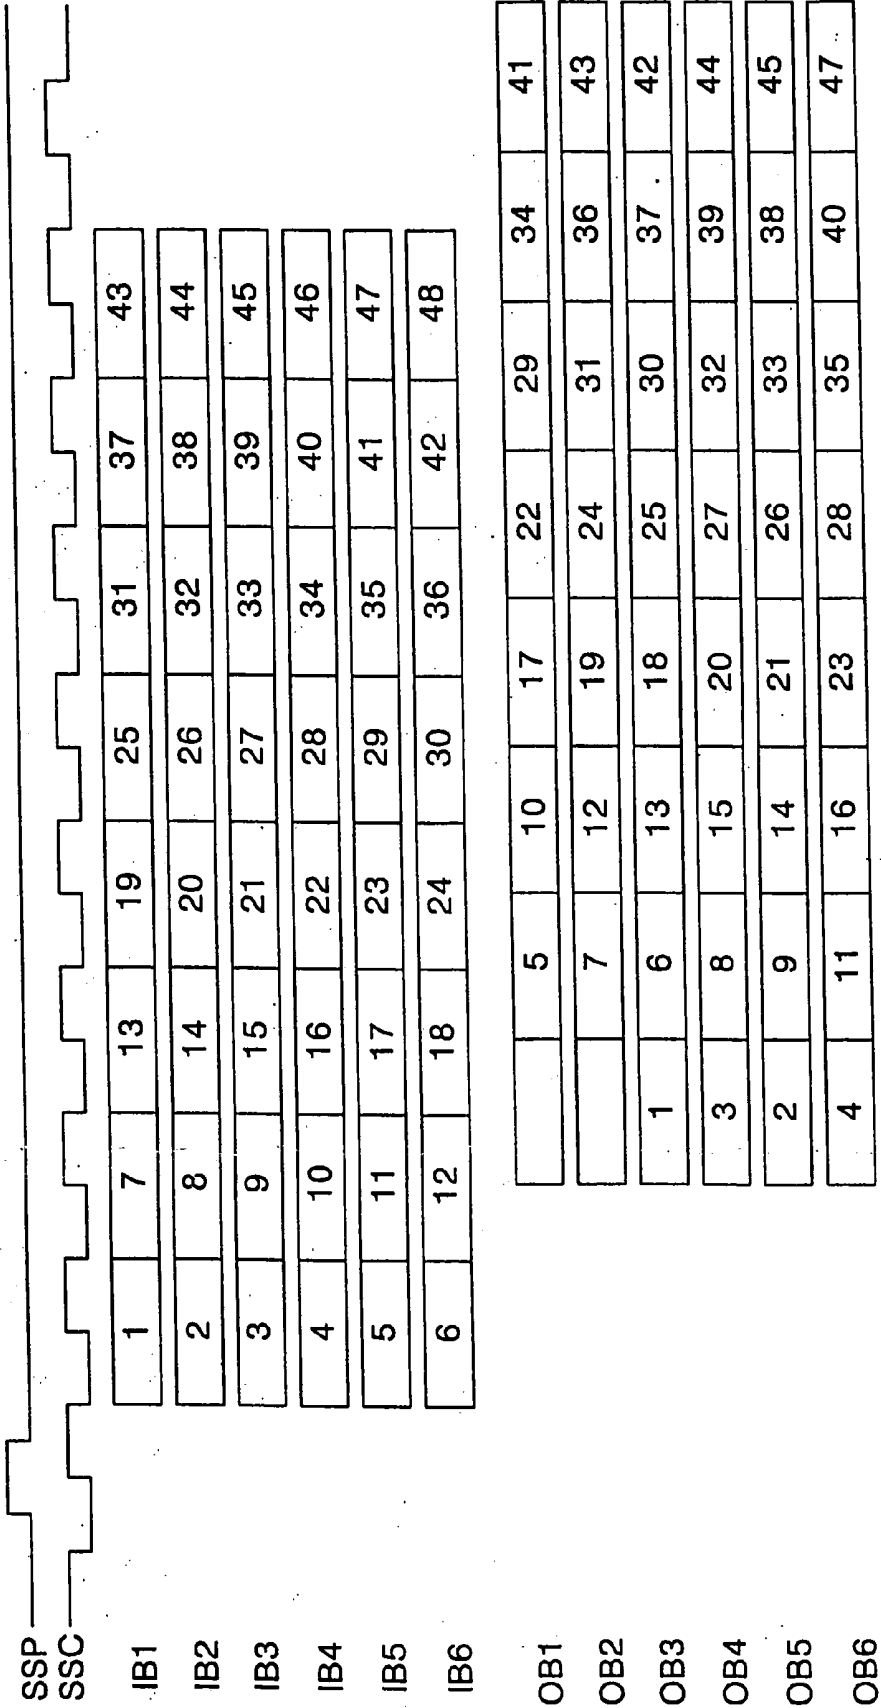 SSP
SSC
IB1 1 7 13 19 25 31 37 43
IB2 2 8 14 20 26 32 38 44
IB3 3 9 15 21 27 33 39 45
IB4 4 10 16 22 28 34 40 46
IB5 5 11 17 23 29 35 41 47
IB6 6 12 18 24 30 36 42 48
OB1 5 10 17 22 29 34 41
OB2 7 12 19 24 31 36 43
OB3 1 6 13 18 25 30 37 42
OB4 3 8 15 20 27 32 39 44
OB5 2 9 14 21 26 33 38 45
OB6 4 11 16 23 28 35 40 47